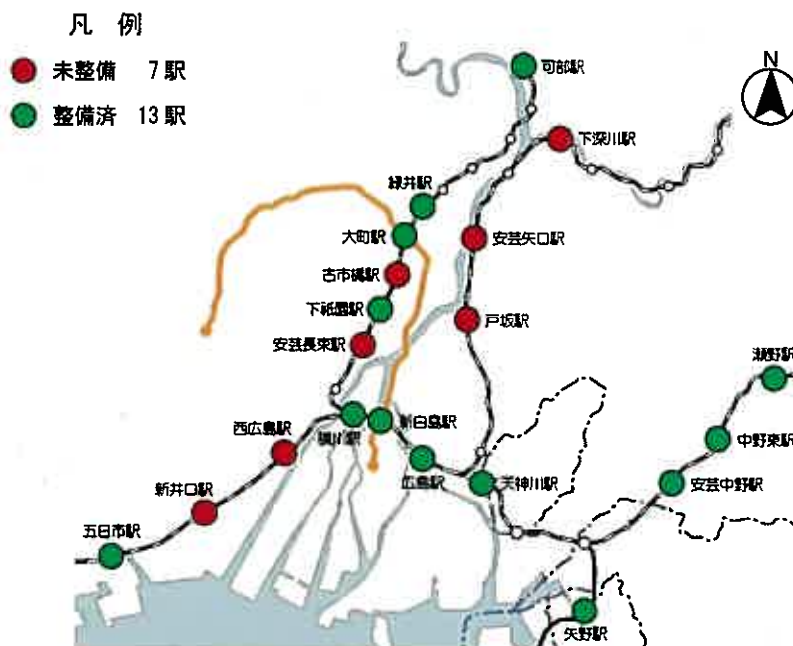 凡 例
未整備 7駅
整備済 13駅
N
可部駅
下深川駅
緑井駅
大町駅
安芸矢口駅
古市橋駅
下祇園駅
戸坂駅
安芸長束駅
瀬野駅
西広島駅
横川駅
新白島駅
中野東駅
広島駅
天神川駅
安芸中野駅
新井口駅
五日市駅
矢野駅